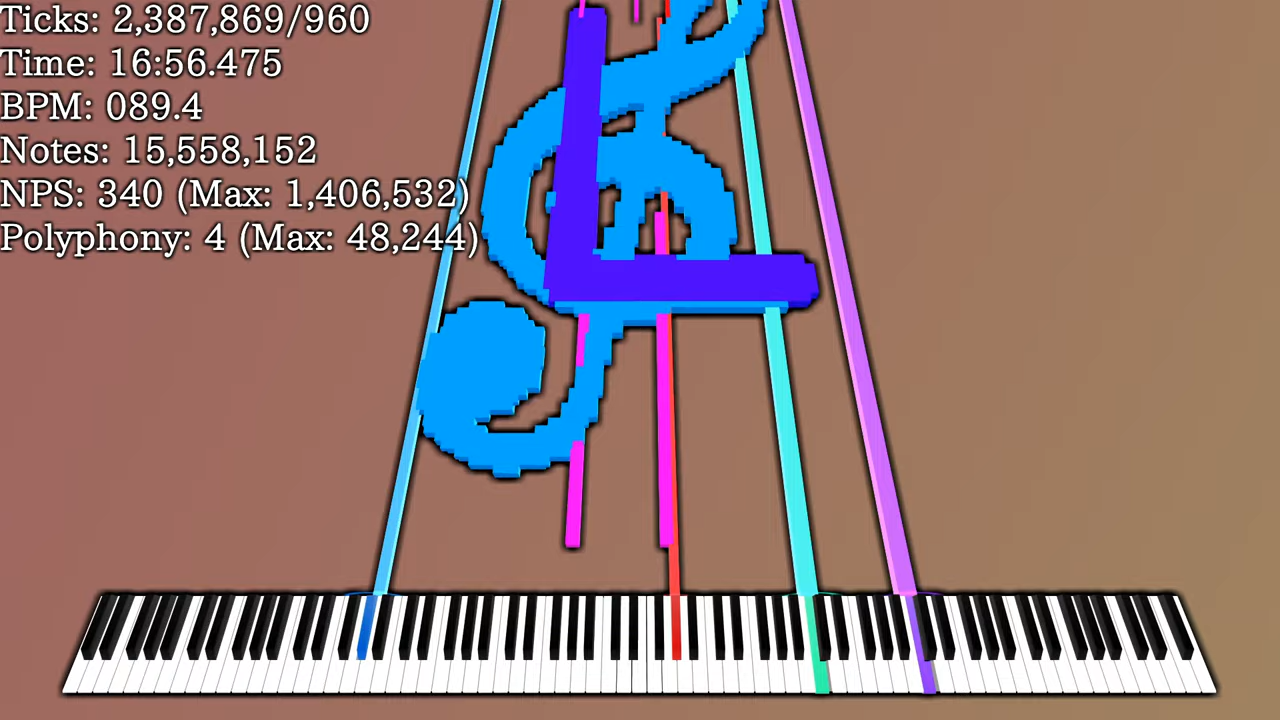 Ticks: 2,387,869/960
Time: 16:56.475
BPM: 089.4
Notes: 15,558,152
NPS: 340 (Max: 1,406,532)
Polyphony: 4 (Max: 48,244)